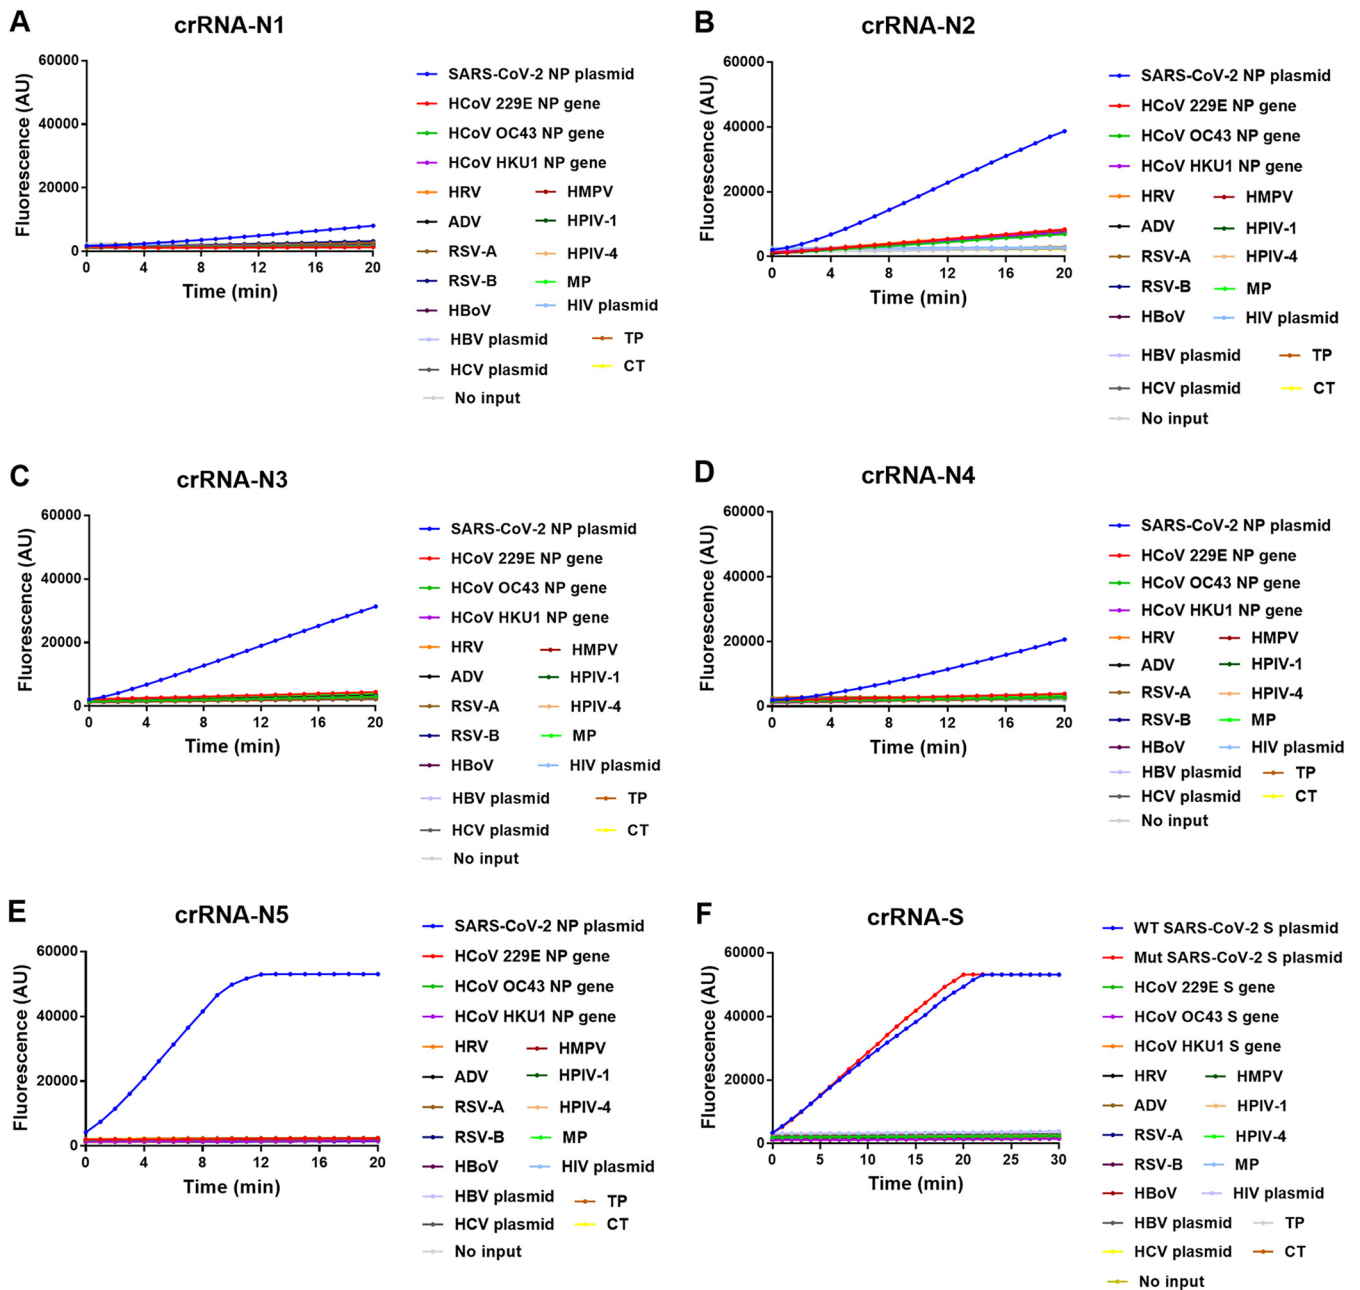 A
crRNA-N1
Fluorescence (AU)
60000
40000
20000
0
0 4 8 12 16 20
Time (min)
SARS-CoV-2 NP plasmid
HCoV 229E NP gene
HCoV OC43 NP gene
HCoV HKU1 NP gene
HRV HMPV
ADV HPIV-1
RSV-A HPIV-4
RSV-B MP
HBoV HIV plasmid
HBV plasmid TP
HCV plasmid CT
No input
B
crRNA-N2
Fluorescence (AU)
60000
40000
20000
0
0 4 8 12 16 20
Time (min)
SARS-CoV-2 NP plasmid
HCoV 229E NP gene
HCoV OC43 NP gene
HCoV HKU1 NP gene
HRV HMPV
ADV HPIV-1
RSV-A HPIV-4
RSV-B MP
HBoV HIV plasmid
HBV plasmid TP
HCV plasmid CT
No input
C
crRNA-N3
Fluorescence (AU)
60000
40000
20000
0
0 4 8 12 16 20
Time (min)
SARS-CoV-2 NP plasmid
HCoV 229E NP gene
HCoV OC43 NP gene
HCoV HKU1 NP gene
HRV HMPV
ADV HPIV-1
RSV-A HPIV-4
RSV-B MP
HBoV HIV plasmid
HBV plasmid TP
HCV plasmid CT
No input
D
crRNA-N4
Fluorescence (AU)
60000
40000
20000
0
0 4 8 12 16 20
Time (min)
SARS-CoV-2 NP plasmid
HCoV 229E NP gene
HCoV OC43 NP gene
HCoV HKU1 NP gene
HRV HMPV
ADV HPIV-1
RSV-A HPIV-4
RSV-B MP
HBoV HIV plasmid
HBV plasmid TP
HCV plasmid CT
No input
E
crRNA-N5
Fluorescence (AU)
60000
40000
20000
0
0 4 8 12 16 20
Time (min)
SARS-CoV-2 NP plasmid
HCoV 229E NP gene
HCoV OC43 NP gene
HCoV HKU1 NP gene
HRV HMPV
ADV HPIV-1
RSV-A HPIV-4
RSV-B MP
HBoV HIV plasmid
HBV plasmid TP
HCV plasmid CT
No input
F
crRNA-S
Fluorescence (AU)
60000
40000
20000
0
0 5 10 15 20 25 30
Time (min)
WT SARS-CoV-2 S plasmid
Mut SARS-CoV-2 S plasmid
HCoV 229E S gene
HCoV OC43 S gene
HCoV HKU1 S gene
HRV HMPV
ADV HPIV-1
RSV-A HPIV-4
RSV-B MP
HBoV HIV plasmid
HBV plasmid TP
HCV plasmid CT
No input